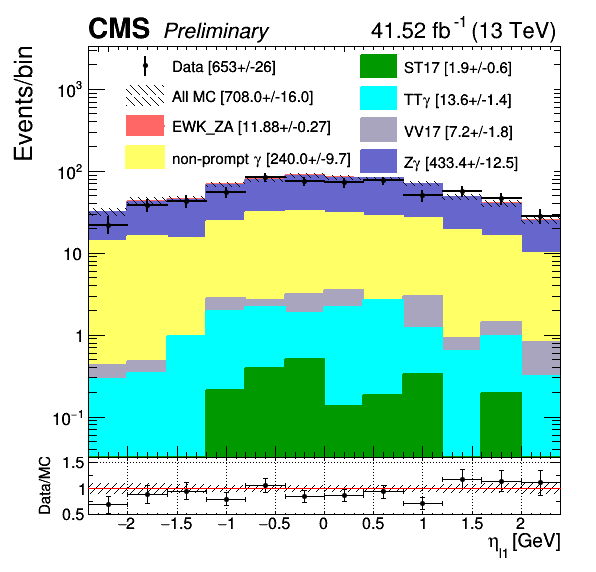 CMS Preliminary 41.52 fb⁻¹ (13 TeV)
Events/bin
Data [653+/-26]
All MC [708.0+/-16.0]
EWK_ZA [11.88+/-0.27]
non-prompt γ [240.0+/-9.7]
ST17 [1.9+/-0.6]
TTγ [13.6+/-1.4]
VV17 [7.2+/-1.8]
Zγ [433.4+/-12.5]
10³
10²
10
1
10⁻¹
Data/MC
1.5
1
0.5
−2 −1.5 −1 −0.5 0 0.5 1 1.5 2
η_l1 [GeV]